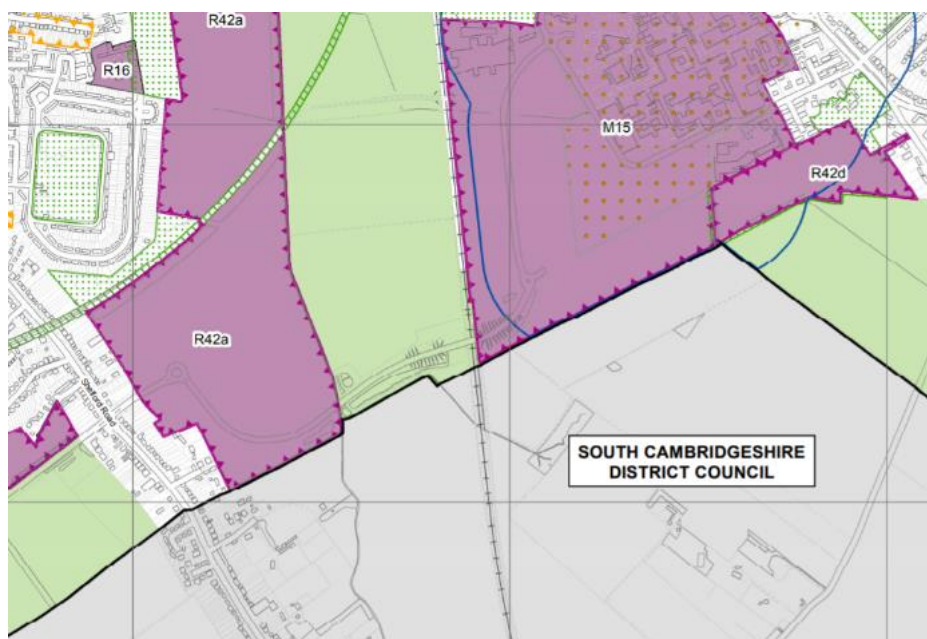 R42a
R16
M15
R42d
R42a
Shelford Road
SOUTH CAMBRIDGESHIRE
DISTRICT COUNCIL